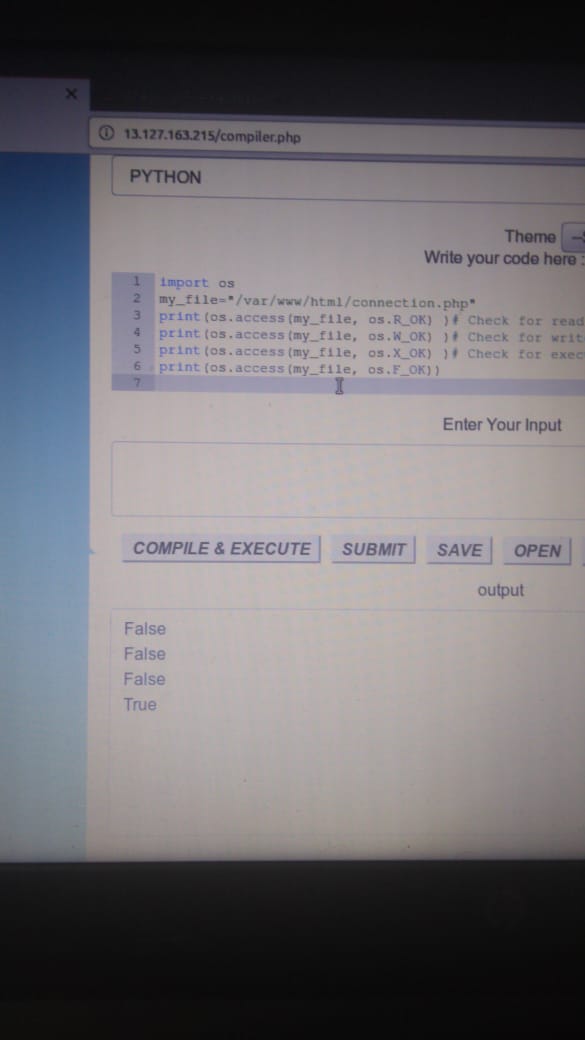 ×
13.127.163.215/compiler.php
PYTHON
Theme
Write your code here :
1 import os
2 my_file="/var/www/html/connection.php"
3 print(os.access(my_file, os.R_OK) )# Check for read
4 print(os.access(my_file, os.W_OK) )# Check for writ
5 print(os.access(my_file, os.X_OK) )# Check for exec
6 print(os.access(my_file, os.F_OK))
7
Enter Your Input
COMPILE & EXECUTE SUBMIT SAVE OPEN
output
False
False
False
True